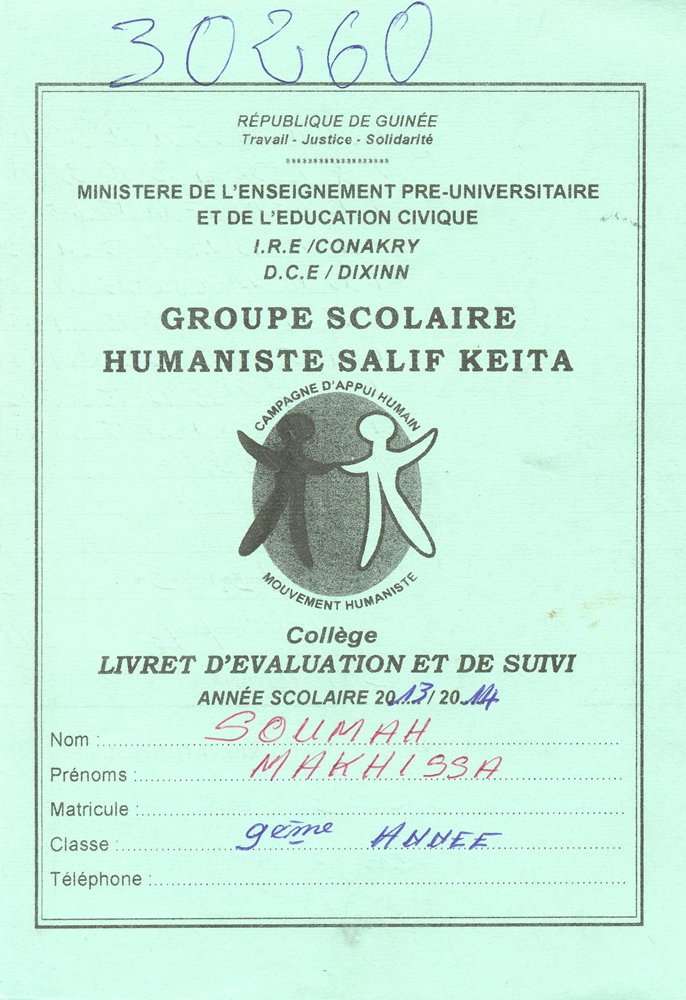 30260
RÉPUBLIQUE DE GUINÉE
Travail - Justice - Solidarité
*******************
MINISTERE DE L'ENSEIGNEMENT PRE-UNIVERSITAIRE
ET DE L'EDUCATION CIVIQUE
I.R.E /CONAKRY
D.C.E / DIXINN
GROUPE SCOLAIRE
HUMANISTE SALIF KEITA
CAMPAGNE D'APPUI HUMAIN
MOUVEMENT HUMANISTE
Collège
LIVRET D'EVALUATION ET DE SUIVI
ANNÉE SCOLAIRE 2013/ 2014
Nom : SOUMAH
Prénoms : MAKHISSA
Matricule :
Classe : 9ème ANNEE
Téléphone :